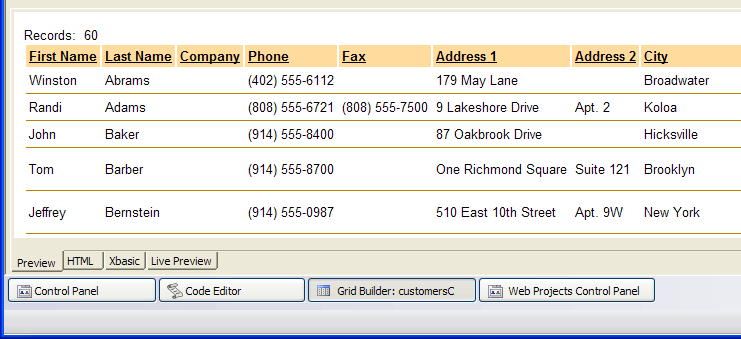 Records: 60
First Name Last Name Company Phone Fax Address 1 Address 2 City
Winston Abrams (402) 555-6112 179 May Lane Broadwater
Randi Adams (808) 555-6721 (808) 555-7500 9 Lakeshore Drive Apt. 2 Koloa
John Baker (914) 555-8400 87 Oakbrook Drive Hicksville
Tom Barber (914) 555-8700 One Richmond Square Suite 121 Brooklyn
Jeffrey Bernstein (914) 555-0987 510 East 10th Street Apt. 9W New York
Preview HTML Xbasic Live Preview
Control Panel Code Editor Grid Builder: customersC Web Projects Control Panel